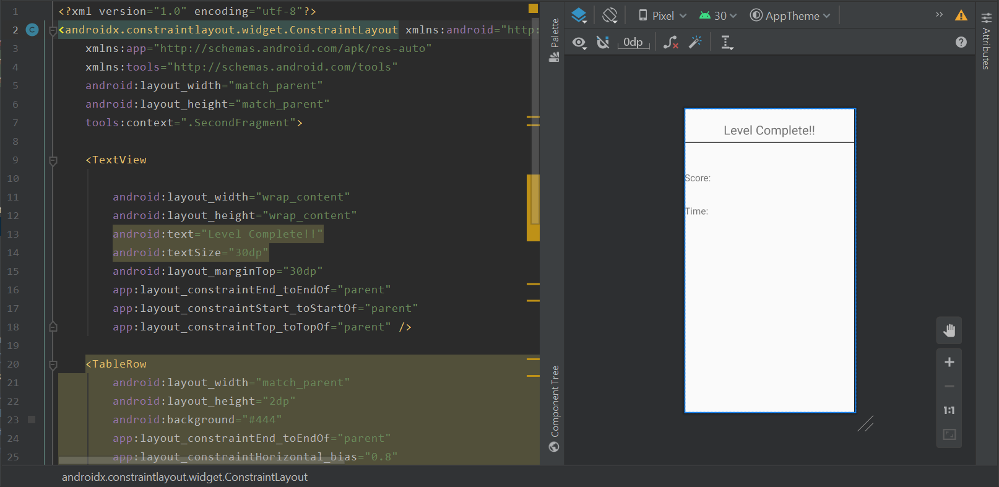 1 <?xml version="1.0" encoding="utf-8"?>
2 <androidx.constraintlayout.widget.ConstraintLayout xmlns:android="http:
3 xmlns:app="http://schemas.android.com/apk/res-auto"
4 xmlns:tools="http://schemas.android.com/tools"
5 android:layout_width="match_parent"
6 android:layout_height="match_parent"
7 tools:context=".SecondFragment">
8
9 <TextView
10
11 android:layout_width="wrap_content"
12 android:layout_height="wrap_content"
13 android:text="Level Complete!!"
14 android:textSize="30dp"
15 android:layout_marginTop="30dp"
16 app:layout_constraintEnd_toEndOf="parent"
17 app:layout_constraintStart_toStartOf="parent"
18 app:layout_constraintTop_toTopOf="parent" />
19
20 <TableRow
21 android:layout_width="match_parent"
22 android:layout_height="2dp"
23 android:background="#444"
24 app:layout_constraintEnd_toEndOf="parent"
25 app:layout_constraintHorizontal_bias="0.8"
androidx.constraintlayout.widget.ConstraintLayout
C
Palette
Component Tree
Pixel 30 AppTheme »
0dp ?
Level Complete!!
Score:
Time:
+
−
1:1
Attributes